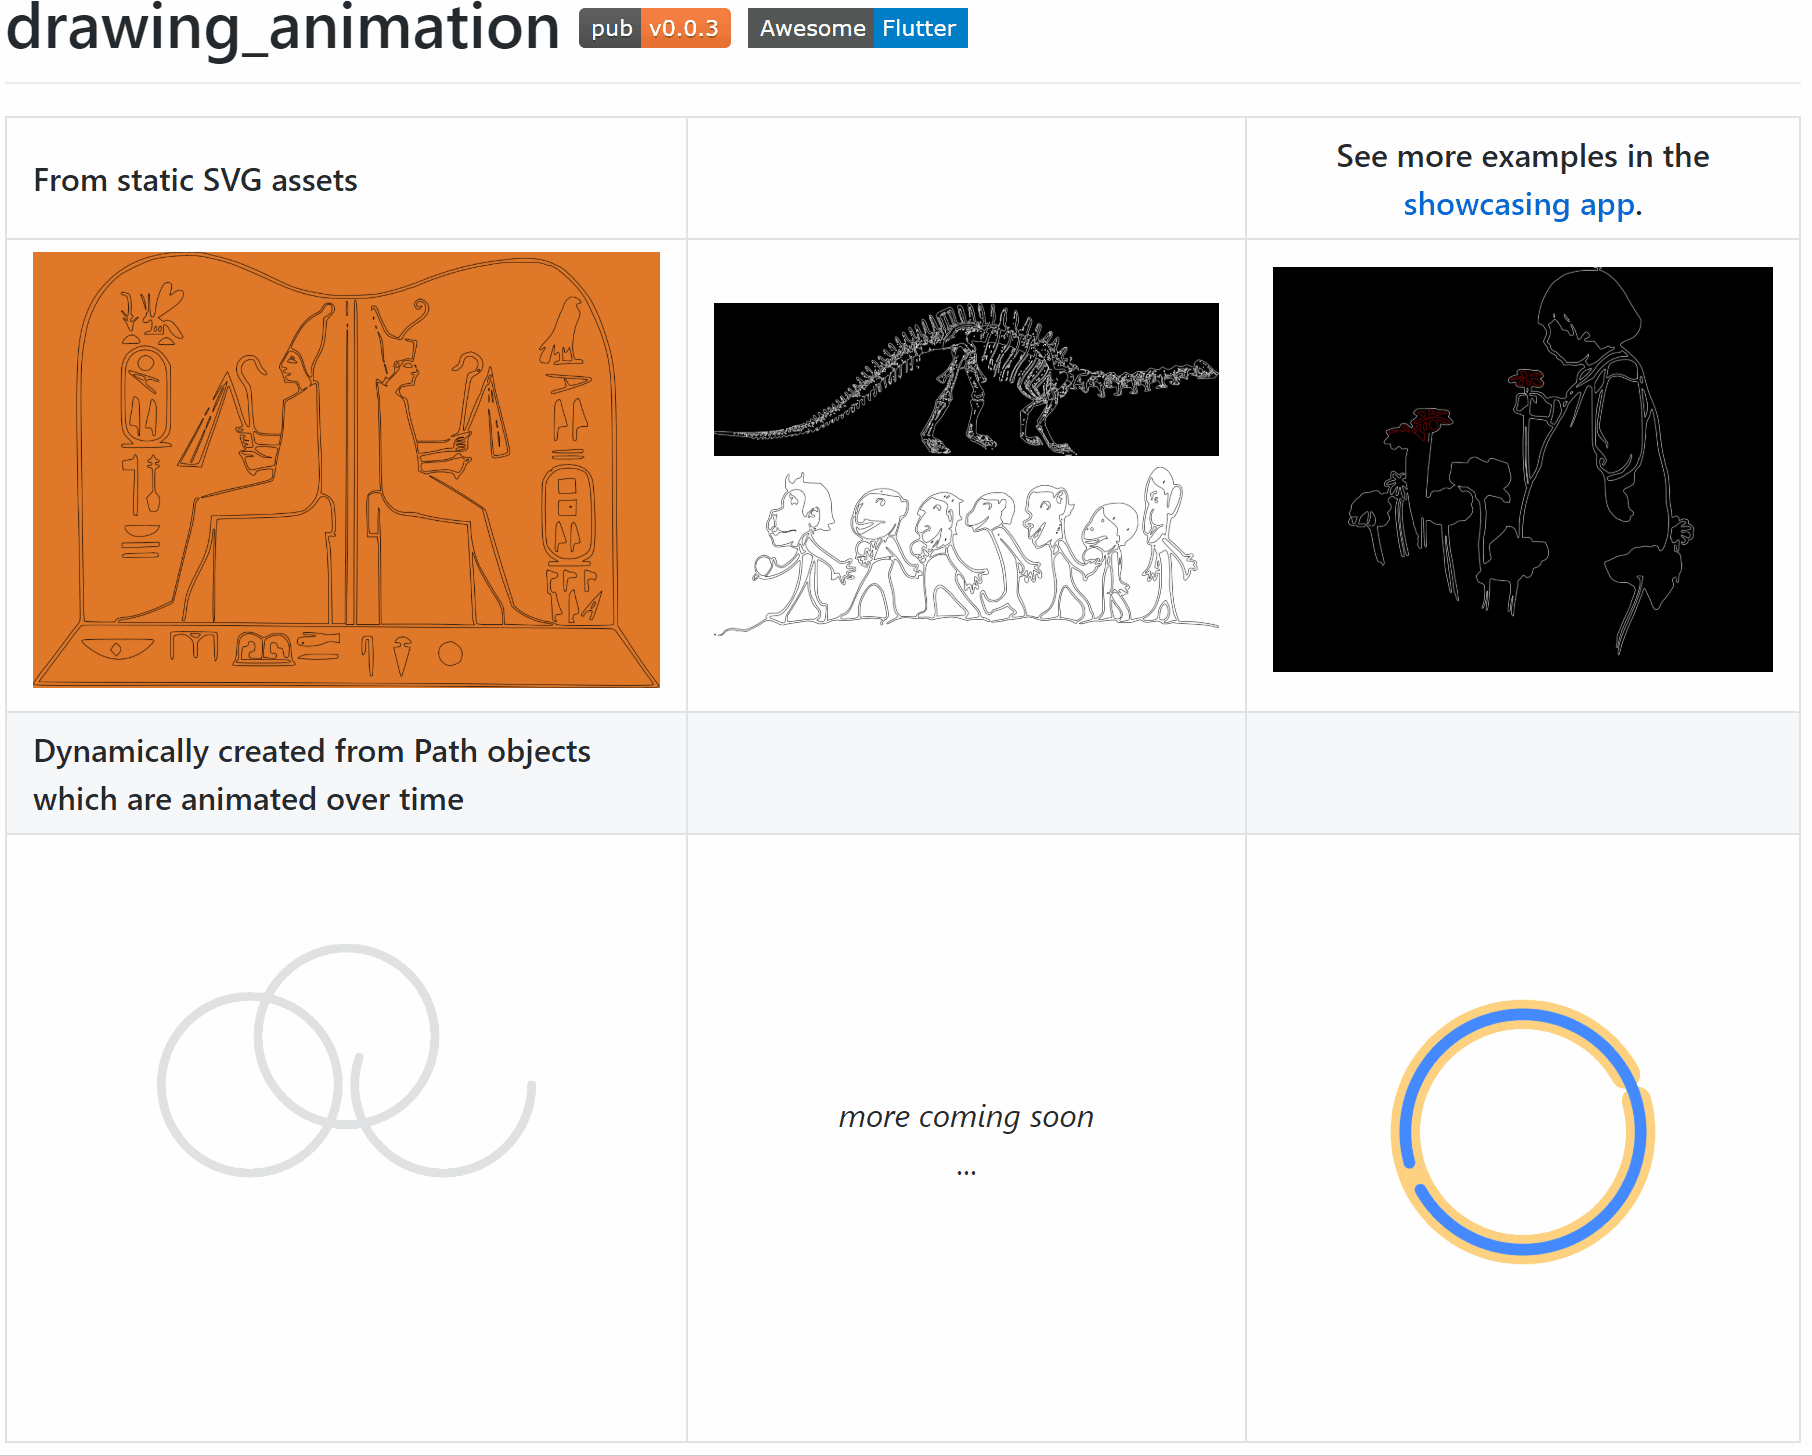 drawing_animation pub v0.0.3 Awesome Flutter
From static SVG assets
See more examples in the
showcasing app.
Dynamically created from Path objects
which are animated over time
more coming soon
...